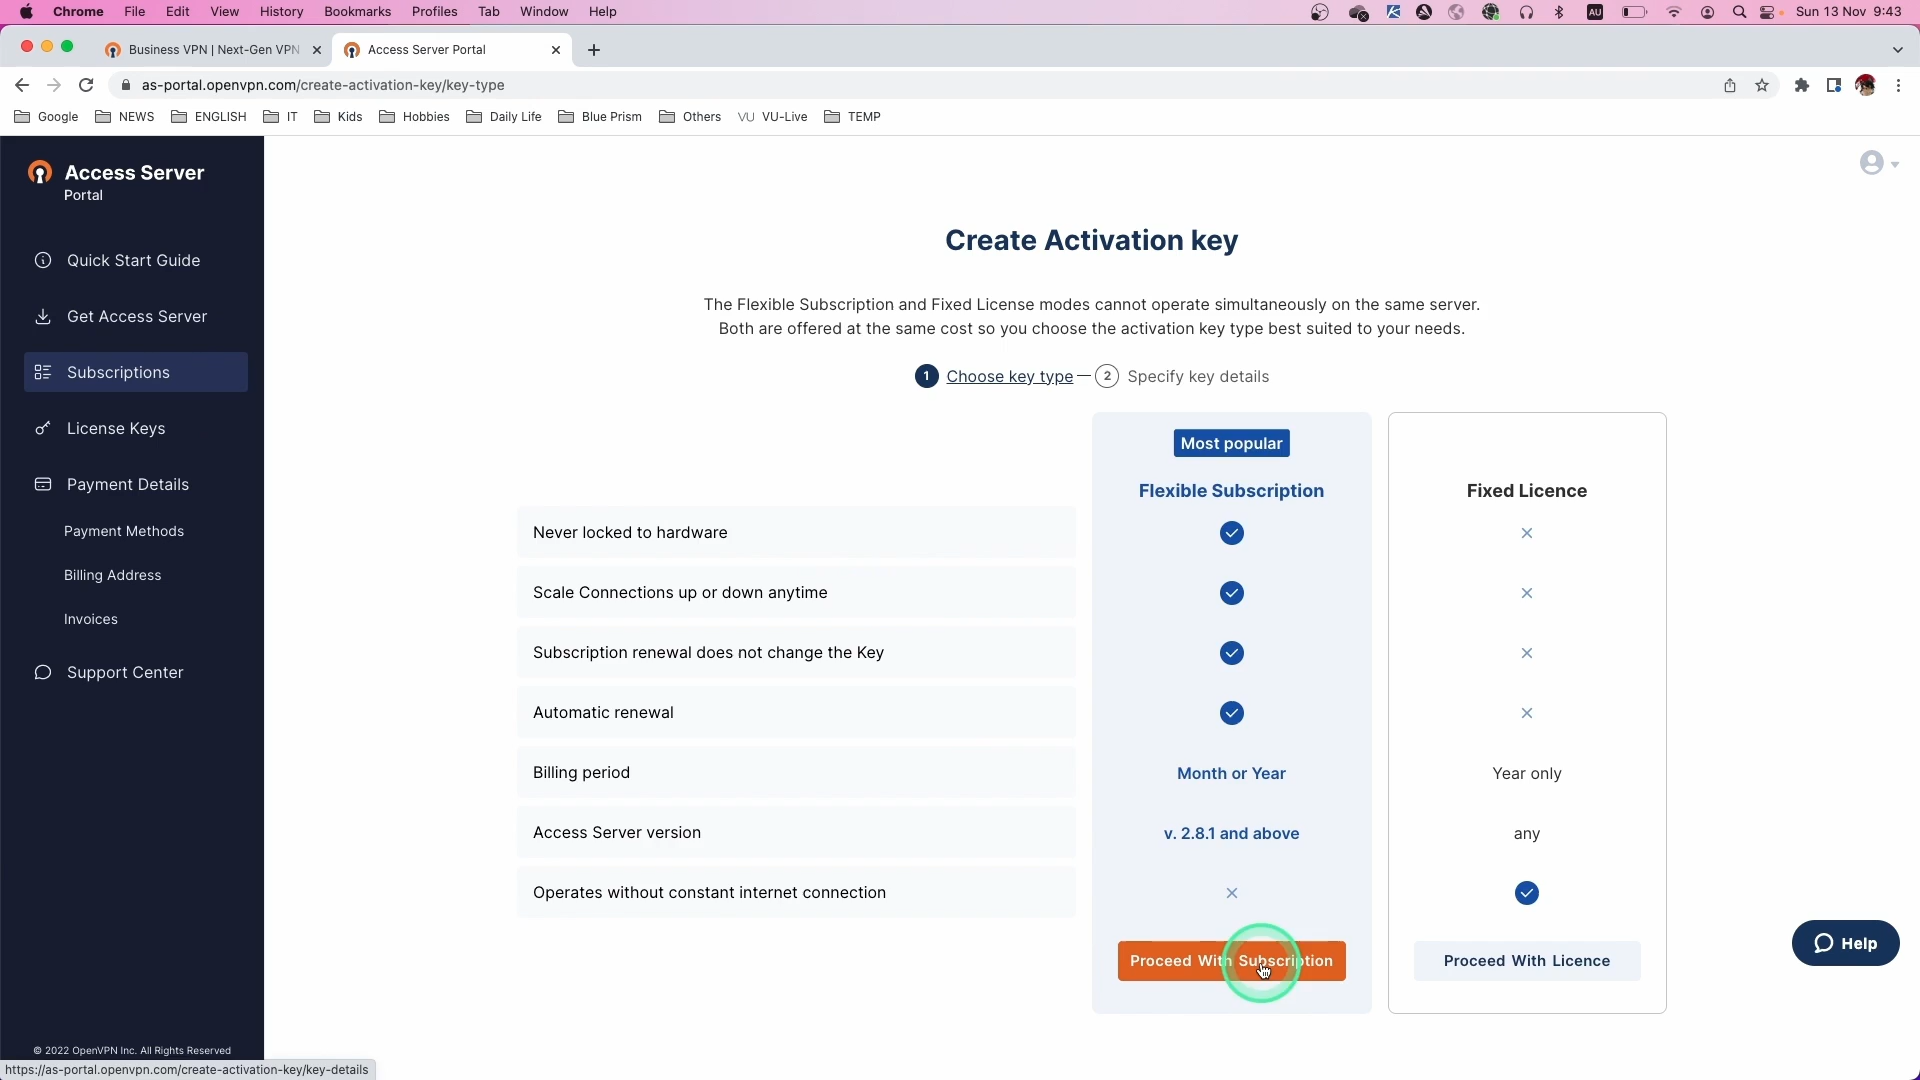 Chrome File Edit View History Bookmarks Profiles Tab Window Help AU Sun 13 Nov 9:43
Business VPN | Next-Gen VPN Access Server Portal
as-portal.openvpn.com/create-activation-key/key-type
Google NEWS ENGLISH IT Kids Hobbies Daily Life Blue Prism Others VU VU-Live TEMP
Access Server
Portal
Quick Start Guide
Get Access Server
Subscriptions
License Keys
Payment Details
Payment Methods
Billing Address
Invoices
Support Center
© 2022 OpenVPN Inc. All Rights Reserved
https://as-portal.openvpn.com/create-activation-key/key-details
Create Activation key
The Flexible Subscription and Fixed License modes cannot operate simultaneously on the same server.
Both are offered at the same cost so you choose the activation key type best suited to your needs.
1 Choose key type 2 Specify key details
Most popular
Flexible Subscription Fixed Licence
Never locked to hardware
Scale Connections up or down anytime
Subscription renewal does not change the Key
Automatic renewal
Billing period Month or Year Year only
Access Server version v. 2.8.1 and above any
Operates without constant internet connection
Proceed With Subscription Proceed With Licence
Help